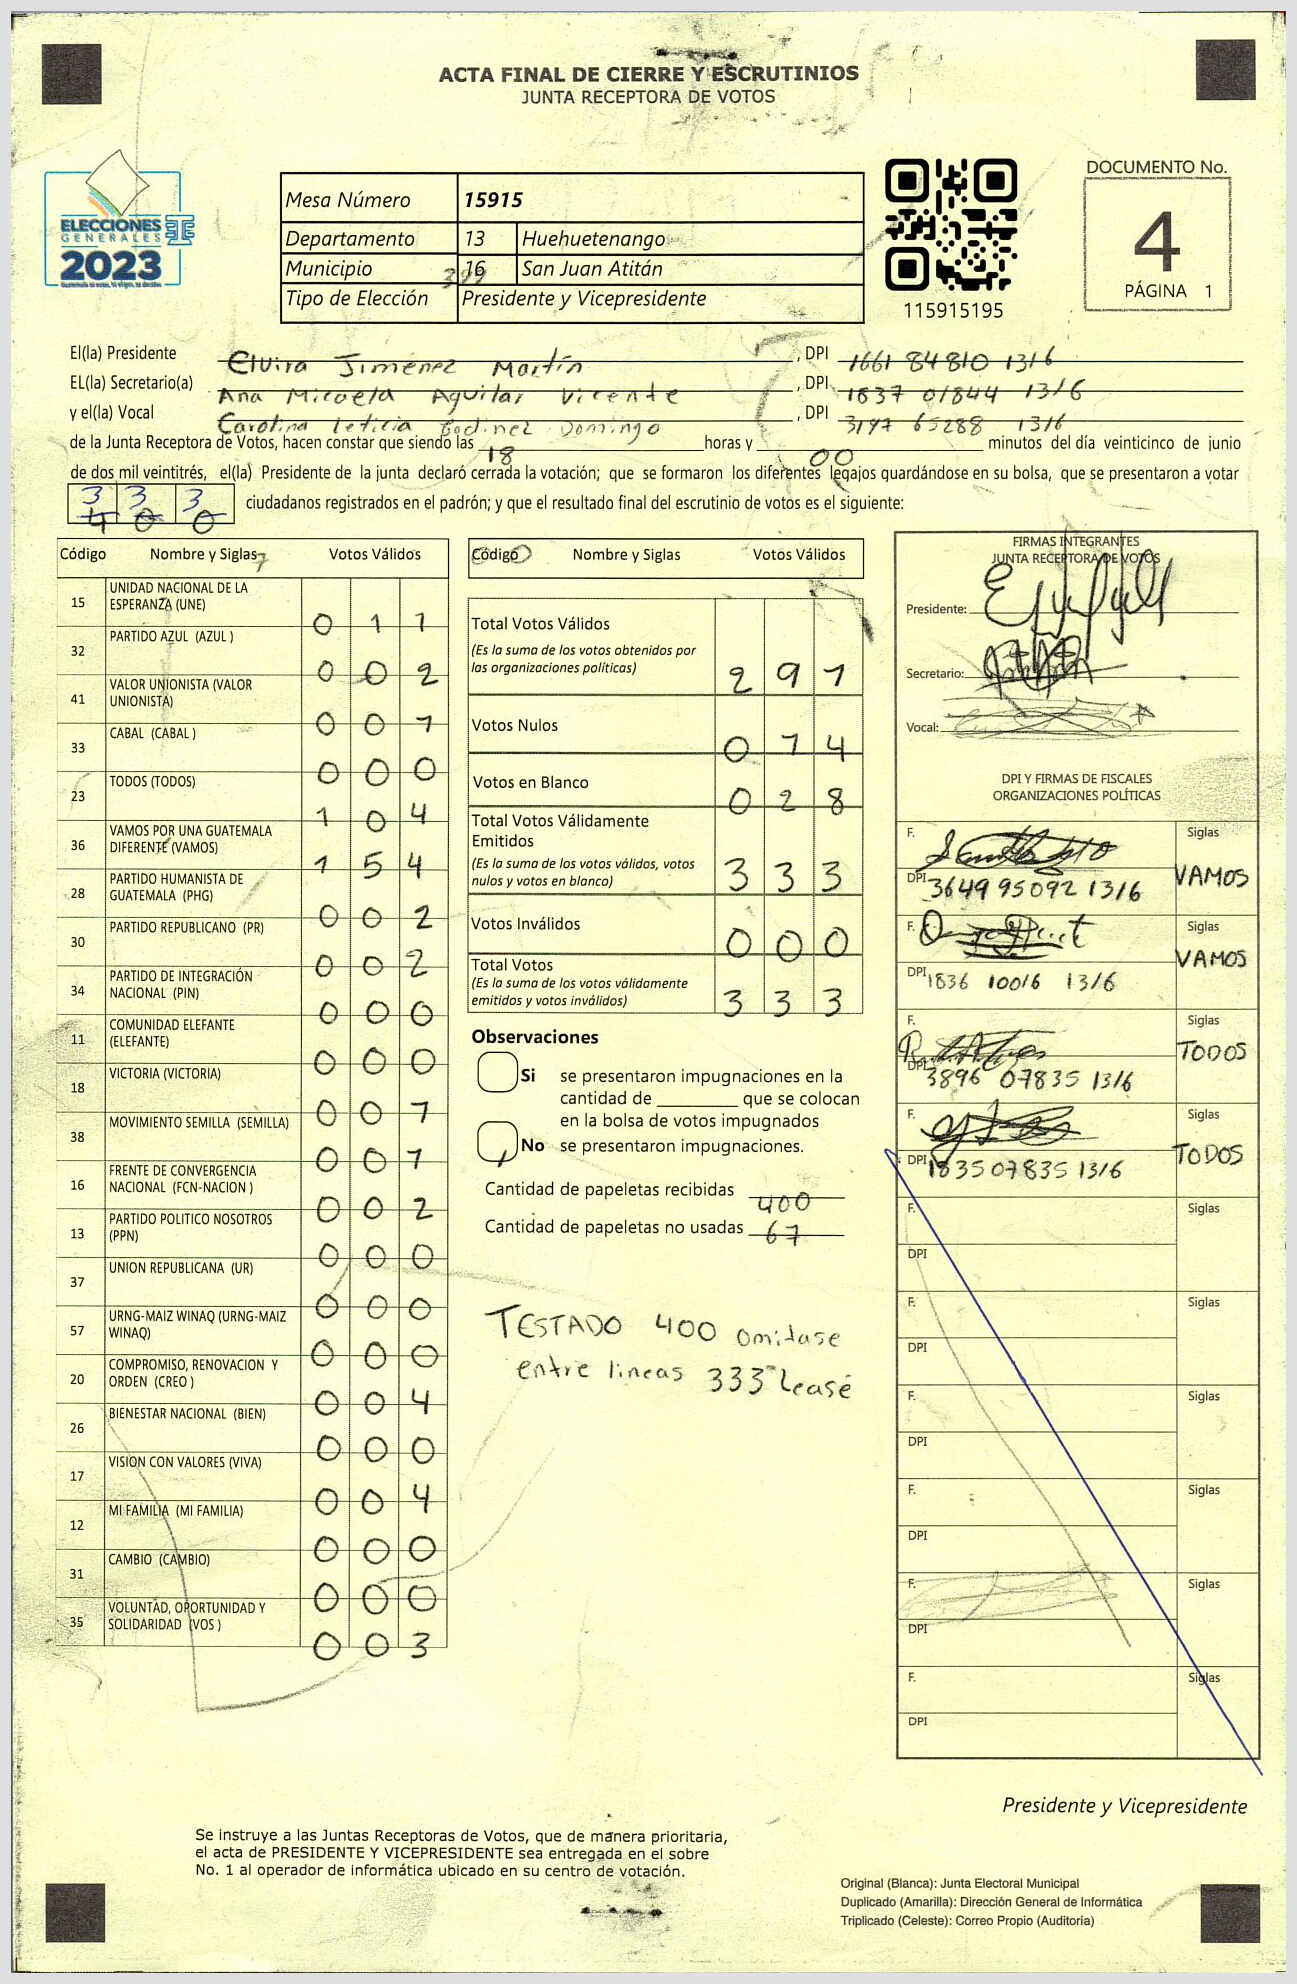 ACTA FINAL DE CIERRE Y ESCRUTINIOS
JUNTA RECEPTORA DE VOTOS
ELECCIONES
GENERALES
2023
Mesa Número 15915
Departamento 13 Huehuetenango
Municipio 16 San Juan Atitán
Tipo de Elección Presidente y Vicepresidente
115915195
DOCUMENTO No.
4
PÁGINA 1
El(la) Presidente Elvira Jimenez Martín , DPI 1661 84810 1316
EL(la) Secretario(a) Ana Micaela Aguilar Vicente , DPI 1837 01844 1316
y el(la) Vocal Carolina Leticia Godinez Domingo , DPI 3197 65288 1316
de la Junta Receptora de Votos, hacen constar que siendo las 18 horas y 00 minutos del día veinticinco de junio
de dos mil veintitrés, el(la) Presidente de la junta declaró cerrada la votación; que se formaron los diferentes legajos guardándose en su bolsa, que se presentaron a votar
333
400 ciudadanos registrados en el padrón; y que el resultado final del escrutinio de votos es el siguiente:
Código Nombre y Siglas Votos Válidos
15 UNIDAD NACIONAL DE LA ESPERANZA (UNE) 0 1 1
32 PARTIDO AZUL (AZUL ) 0 0 2
41 VALOR UNIONISTA (VALOR UNIONISTA) 0 0 1
33 CABAL (CABAL ) 0 0 0
23 TODOS (TODOS) 1 0 4
36 VAMOS POR UNA GUATEMALA DIFERENTE (VAMOS) 1 5 4
28 PARTIDO HUMANISTA DE GUATEMALA (PHG) 0 0 2
30 PARTIDO REPUBLICANO (PR) 0 0 2
34 PARTIDO DE INTEGRACIÓN NACIONAL (PIN) 0 0 0
11 COMUNIDAD ELEFANTE (ELEFANTE) 0 0 0
18 VICTORIA (VICTORIA) 0 0 7
38 MOVIMIENTO SEMILLA (SEMILLA) 0 0 1
16 FRENTE DE CONVERGENCIA NACIONAL (FCN-NACION ) 0 0 2
13 PARTIDO POLITICO NOSOTROS (PPN) 0 0 0
37 UNION REPUBLICANA (UR) 0 0 0
57 URNG-MAIZ WINAQ (URNG-MAIZ WINAQ) 0 0 0
20 COMPROMISO, RENOVACION Y ORDEN (CREO ) 0 0 4
26 BIENESTAR NACIONAL (BIEN) 0 0 0
17 VISION CON VALORES (VIVA) 0 0 4
12 MI FAMILIA (MI FAMILIA) 0 0 0
31 CAMBIO (CAMBIO) 0 0 0
35 VOLUNTAD, OPORTUNIDAD Y SOLIDARIDAD (VOS ) 0 0 3
Código Nombre y Siglas Votos Válidos
Total Votos Válidos 2 9 1
(Es la suma de los votos obtenidos por
las organizaciones políticas)
Votos Nulos 0 1 4
Votos en Blanco 0 2 8
Total Votos Válidamente
Emitidos 3 3 3
(Es la suma de los votos válidos, votos
nulos y votos en blanco)
Votos Inválidos 0 0 0
Total Votos 3 3 3
(Es la suma de los votos válidamente
emitidos y votos inválidos)
Observaciones
Si se presentaron impugnaciones en la
cantidad de ________ que se colocan
en la bolsa de votos impugnados
No se presentaron impugnaciones.
Cantidad de papeletas recibidas 400
Cantidad de papeletas no usadas 67
TESTADO 400 omitase
entre lineas 333 Leasé
FIRMAS INTEGRANTES
JUNTA RECEPTORA DE VOTOS
Presidente:
Secretario:
Vocal:
DPI Y FIRMAS DE FISCALES
ORGANIZACIONES POLÍTICAS
F. Siglas
DPI 3649 95092 1316 VAMOS
F. Siglas
DPI 1836 10016 1316 VAMOS
F. Siglas
DPI 3896 07835 1316 TODOS
F. Siglas
DPI 1835 07835 1316 TODOS
F. Siglas
DPI
F. Siglas
DPI
F. Siglas
DPI
F. Siglas
DPI
F. Siglas
DPI
F. Siglas
DPI
Presidente y Vicepresidente
Se instruye a las Juntas Receptoras de Votos, que de manera prioritaria,
el acta de PRESIDENTE Y VICEPRESIDENTE sea entregada en el sobre
No. 1 al operador de informática ubicado en su centro de votación.
Original (Blanca): Junta Electoral Municipal
Duplicado (Amarilla): Dirección General de Informática
Triplicado (Celeste): Correo Propio (Auditoria)